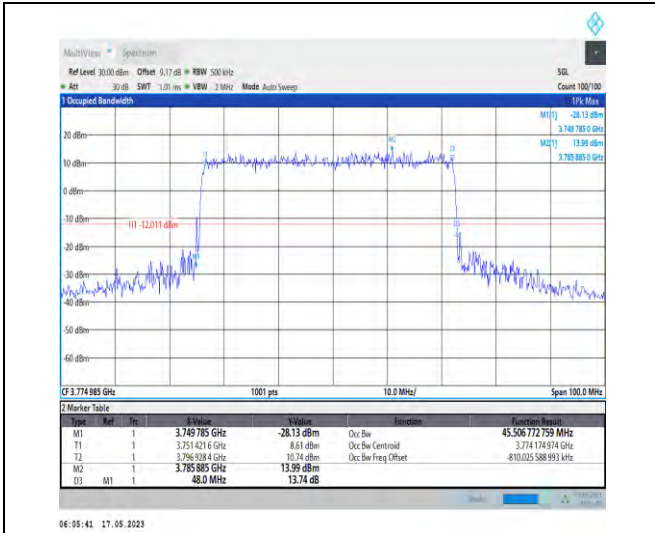 MultiView Spectrum
Ref Level 30.00 dBm Offset 9.17 dB RBW 500 kHz SGL
Att 30 dB SWT 1.01 ms VBW 2 MHz Mode Auto Sweep Count 100/100
1 Occupied Bandwidth 1Pk Max
M1[1] -28.13 dBm
3.749 785 0 GHz
M2[1] 13.99 dBm
3.785 885 0 GHz
20 dBm
M2
10 dBm
0 dBm
-10 dBm
H1 -12.011 dBm
-20 dBm
-30 dBm
-40 dBm
-50 dBm
-60 dBm
CF 3.774 985 GHz 1001 pts 10.0 MHz/ Span 100.0 MHz
2 Marker Table
Type Ref Trc X-Value Y-Value Function Function Result
M1 1 3.749 785 GHz -28.13 dBm Occ Bw 45.506 772 759 MHz
T1 1 3.751 421 6 GHz 8.61 dBm Occ Bw Centroid 3.774 174 974 GHz
T2 1 3.796 928 4 GHz 10.74 dBm Occ Bw Freq Offset -810.025 588 993 kHz
M2 1 3.785 885 GHz 13.99 dBm
D3 M1 1 48.0 MHz 13.74 dB
06:05:41 17.05.2023